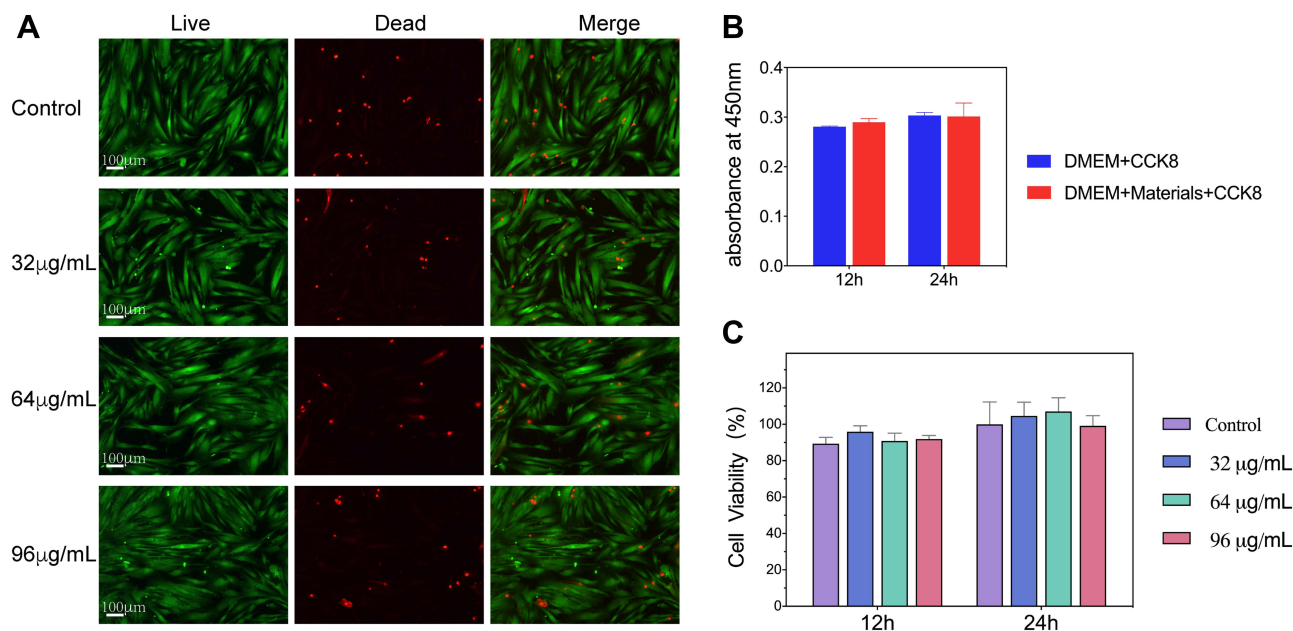 A
Live
Dead
Merge
Control
100μm
32μg/mL
100μm
64μg/mL
100μm
96μg/mL
100μm
B
absorbance at 450nm
0.4
0.3
0.2
0.1
0.0
12h
24h
DMEM+CCK8
DMEM+Materials+CCK8
C
Cell Viability (%)
120
100
80
60
40
20
0
12h
24h
Control
32 μg/mL
64 μg/mL
96 μg/mL